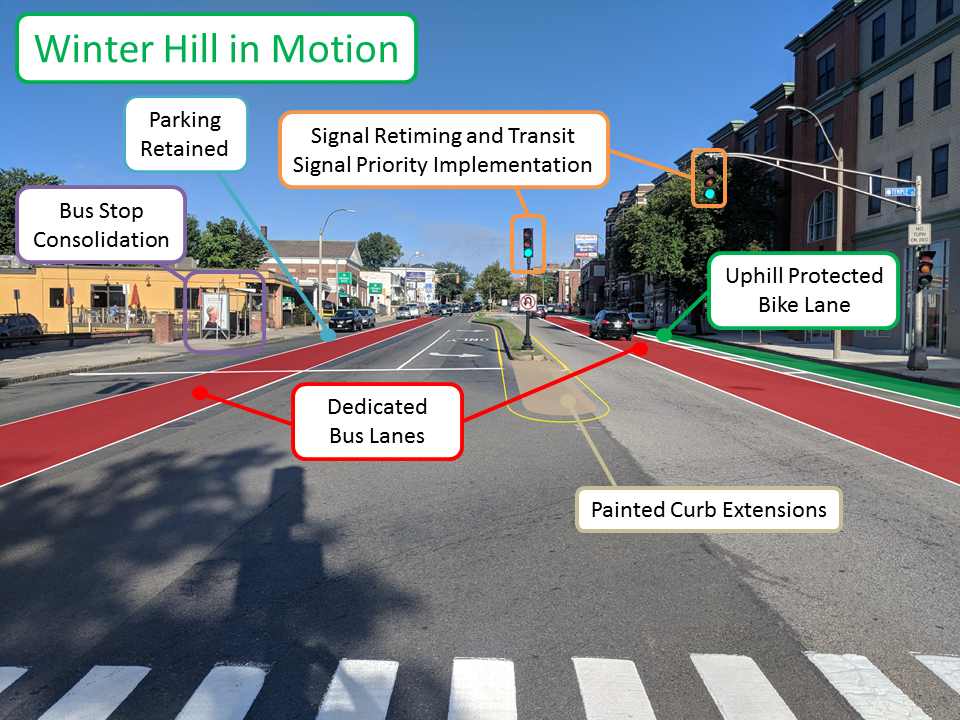 Winter Hill in Motion
Parking
Retained
Signal Retiming and Transit
Signal Priority Implementation
Bus Stop
Consolidation
TEMPLE
NO
TURN
ON RED
Uphill Protected
Bike Lane
ONLY
Dedicated
Bus Lanes
Painted Curb Extensions